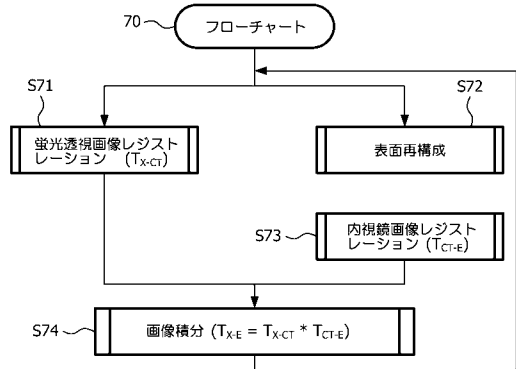 70
フローチャート
S71
S72
蛍光透視画像レジスト
レーション (TX-CT)
表面再構成
S73
内視鏡画像レジスト
レーション (TCT-E)
S74
画像積分 (TX-E = TX-CT * TCT-E)